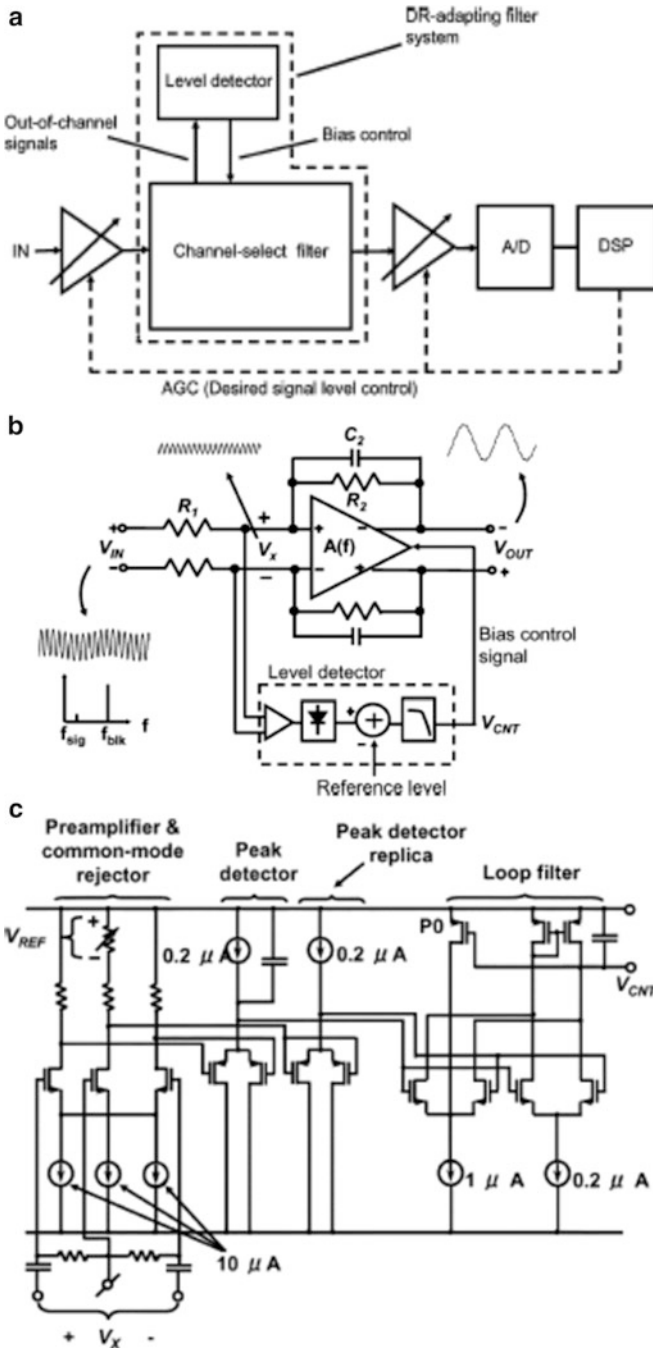 a
DR-adapting filter
system
Level detector
Out-of-channel
signals
Bias control
IN
Channel-select filter
A/D
DSP
AGC (Desired signal level control)
b
C2
R2
R1
+
+
−
−
+
VIN
−
Vx
−
−
A(f)
+
VOUT
+
Bias control
signal
Level detector
fsig
fblk
f
+
+
−
VCNT
Reference level
c
Preamplifier &
common-mode
rejector
Peak
detector
Peak detector
replica
Loop filter
VREF
+
−
0.2 μA
0.2 μA
P0
VCNT
1 μ A
0.2 μ A
10 μ A
+ VX -